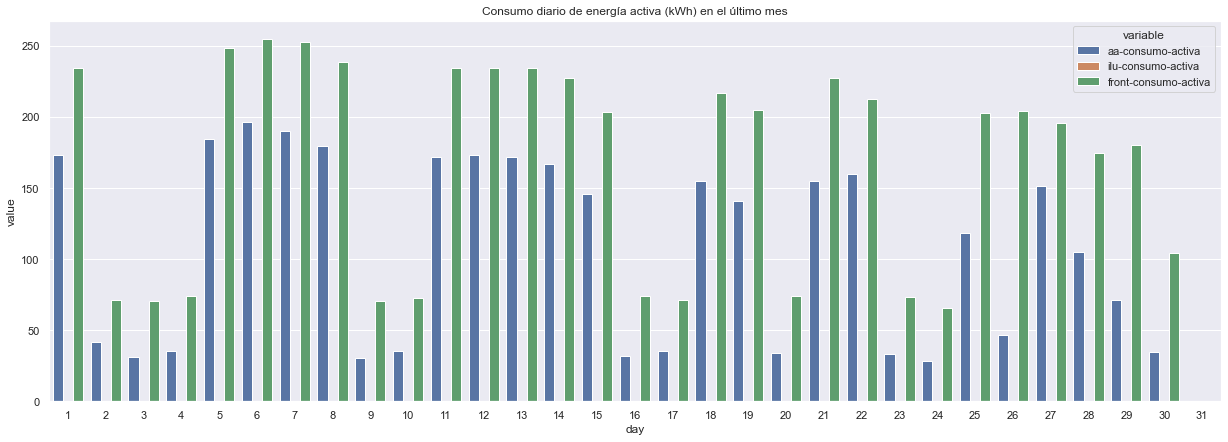 Consumo diario de energía activa (kWh) en el último mes
variable
aa-consumo-activa
ilu-consumo-activa
front-consumo-activa
250
200
150
100
50
0
value
1 2 3 4 5 6 7 8 9 10 11 12 13 14 15 16 17 18 19 20 21 22 23 24 25 26 27 28 29 30 31
day